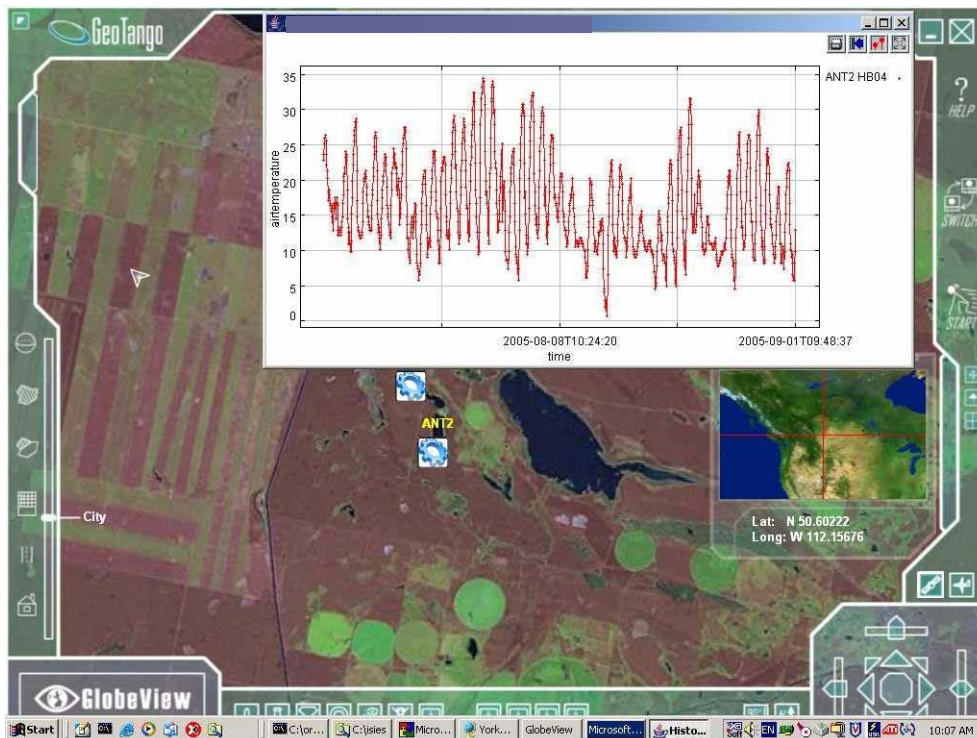 GeoTango
ANT2 HB04
HELP
SWITCH
START
35
30
25
20
15
10
5
0
airtemperature
2005-08-08T10:24:20
2005-09-01T09:48:37
time
ANT2
City
Lat: N 50.60222
Long: W 112.15676
GlobeView
Start
C:\or...
C:\isies
Micro...
York...
GlobeView
Microsoft...
Histo...
EN
10:07 AM